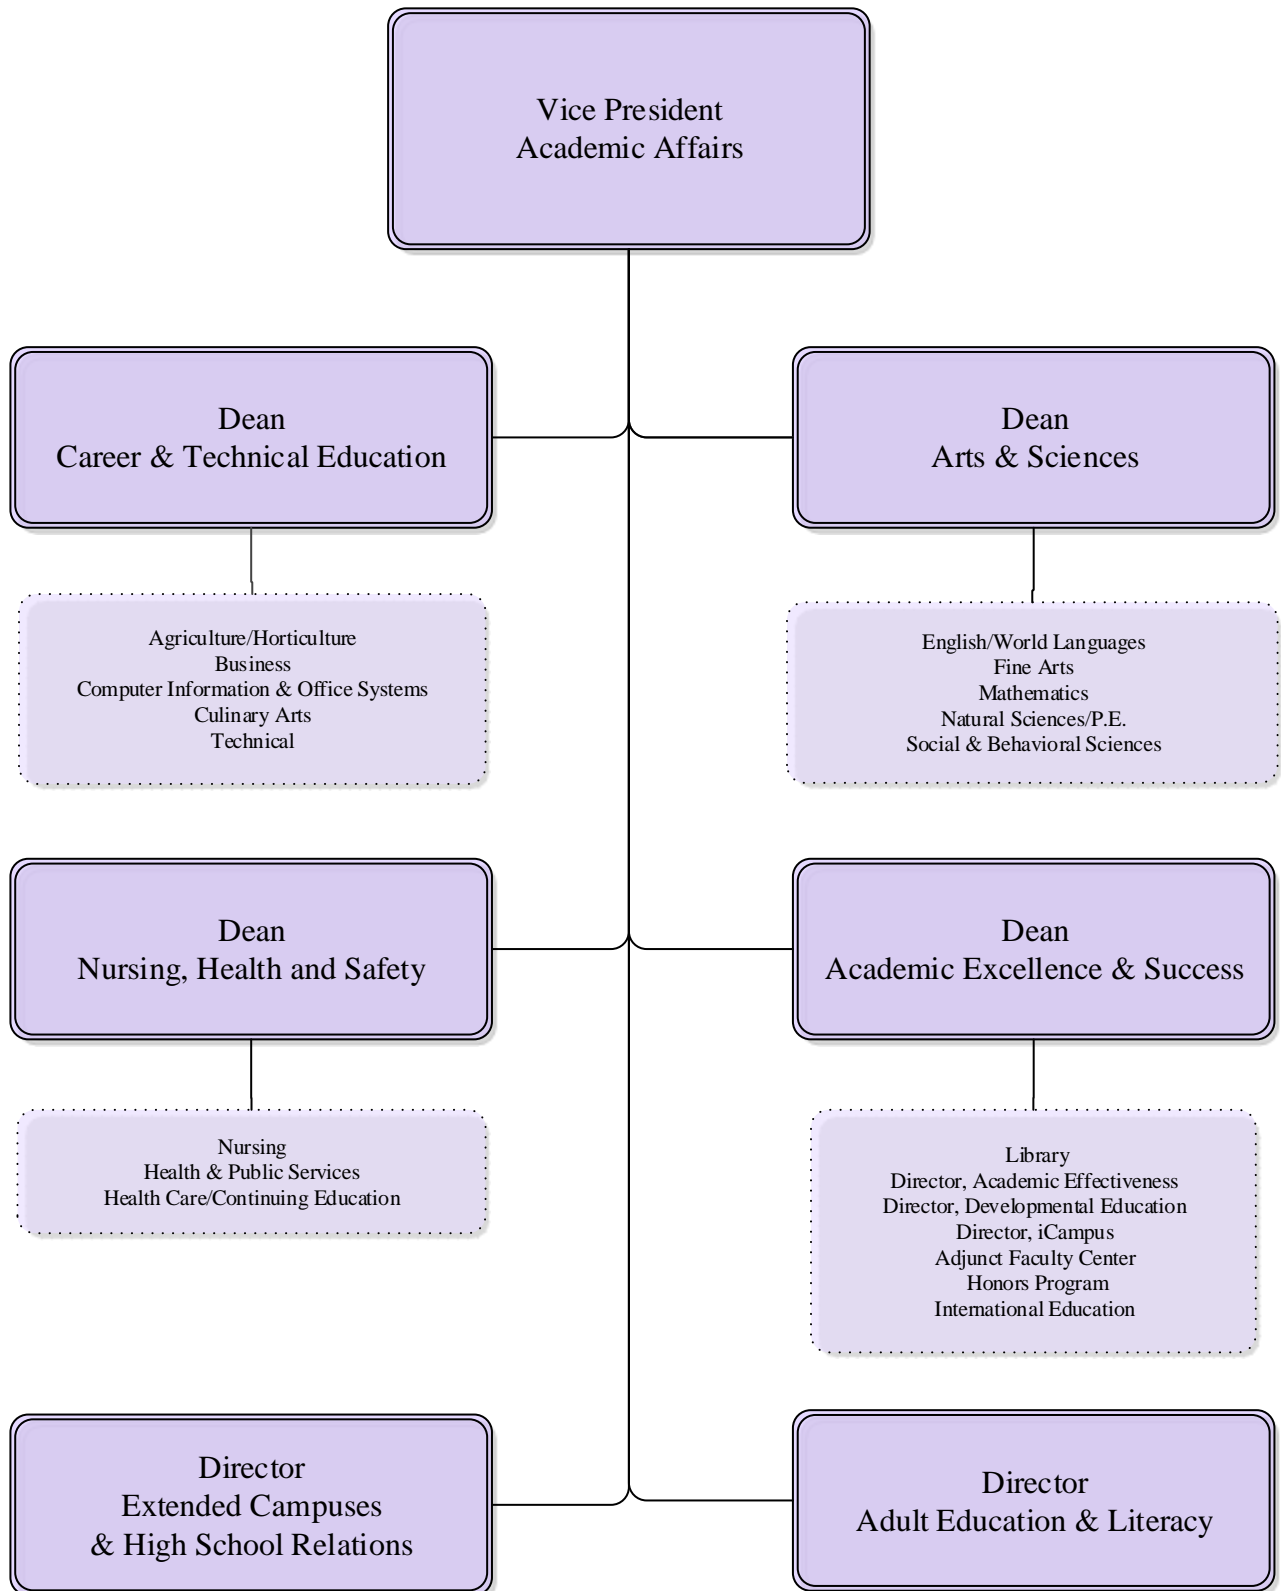 Vice President
Academic Affairs
Dean
Career & Technical Education
Dean
Arts & Sciences
Agriculture/Horticulture
Business
Computer Information & Office Systems
Culinary Arts
Technical
English/World Languages
Fine Arts
Mathematics
Natural Sciences/P.E.
Social & Behavioral Sciences
Dean
Nursing, Health and Safety
Dean
Academic Excellence & Success
Nursing
Health & Public Services
Health Care/Continuing Education
Library
Director, Academic Effectiveness
Director, Developmental Education
Director, iCampus
Adjunct Faculty Center
Honors Program
International Education
Director
Extended Campuses
& High School Relations
Director
Adult Education & Literacy